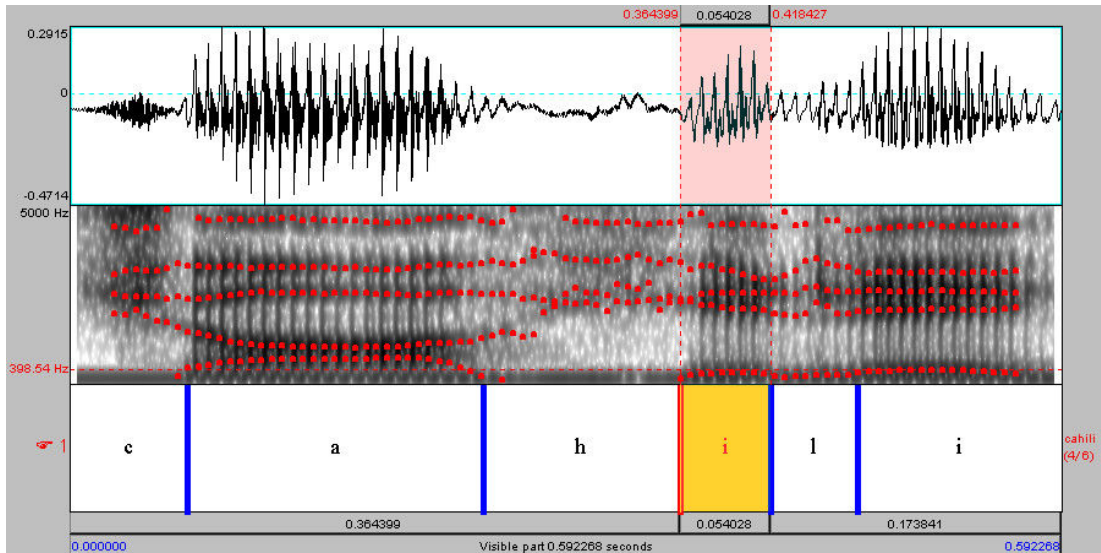 0.364399 0.054028 0.418427
0.2915
0
-0.4714
5000 Hz
398.54 Hz
1 c a h i l i cahili
(4/6)
0.364399 0.054028 0.173841
0.000000 Visible part 0.592268 seconds 0.592268